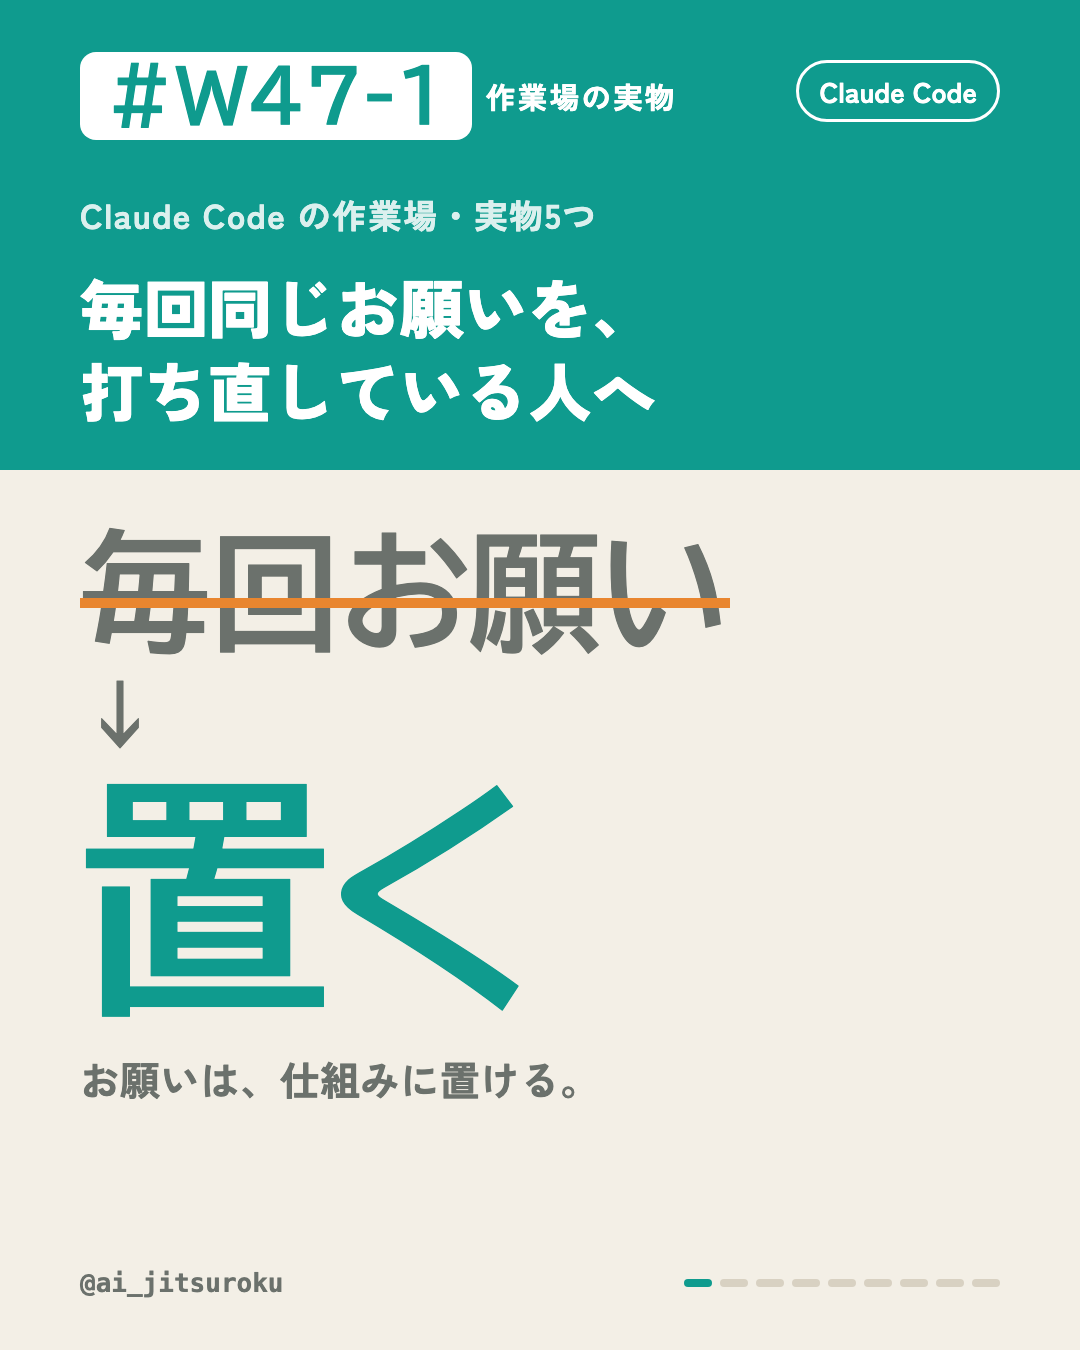 #W47-1 作業場の実物
Claude Code
Claude Code の作業場・実物5つ
毎回同じお願いを、
打ち直している人へ
毎回お願い
↓
置く
お願いは、仕組みに置ける。
@ai_jitsuroku